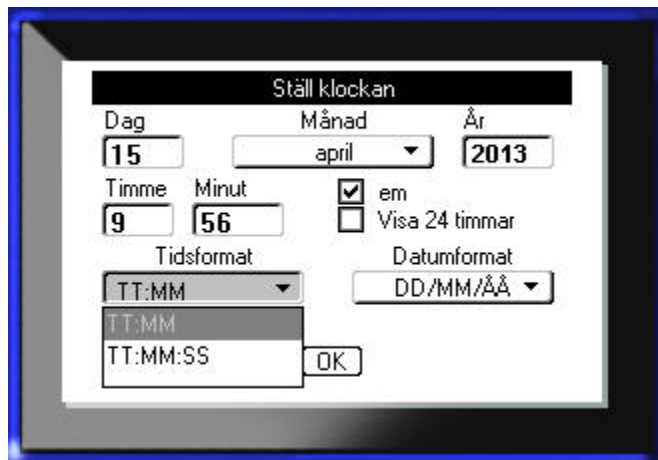 Ställ klockan
Dag Månad År
15 april 2013
Timme Minut em
9 56 Visa 24 timmar
Tidsformat Datumformat
TT:MM DD/MM/ÅÅ
TT:MM
TT:MM:SS
OK